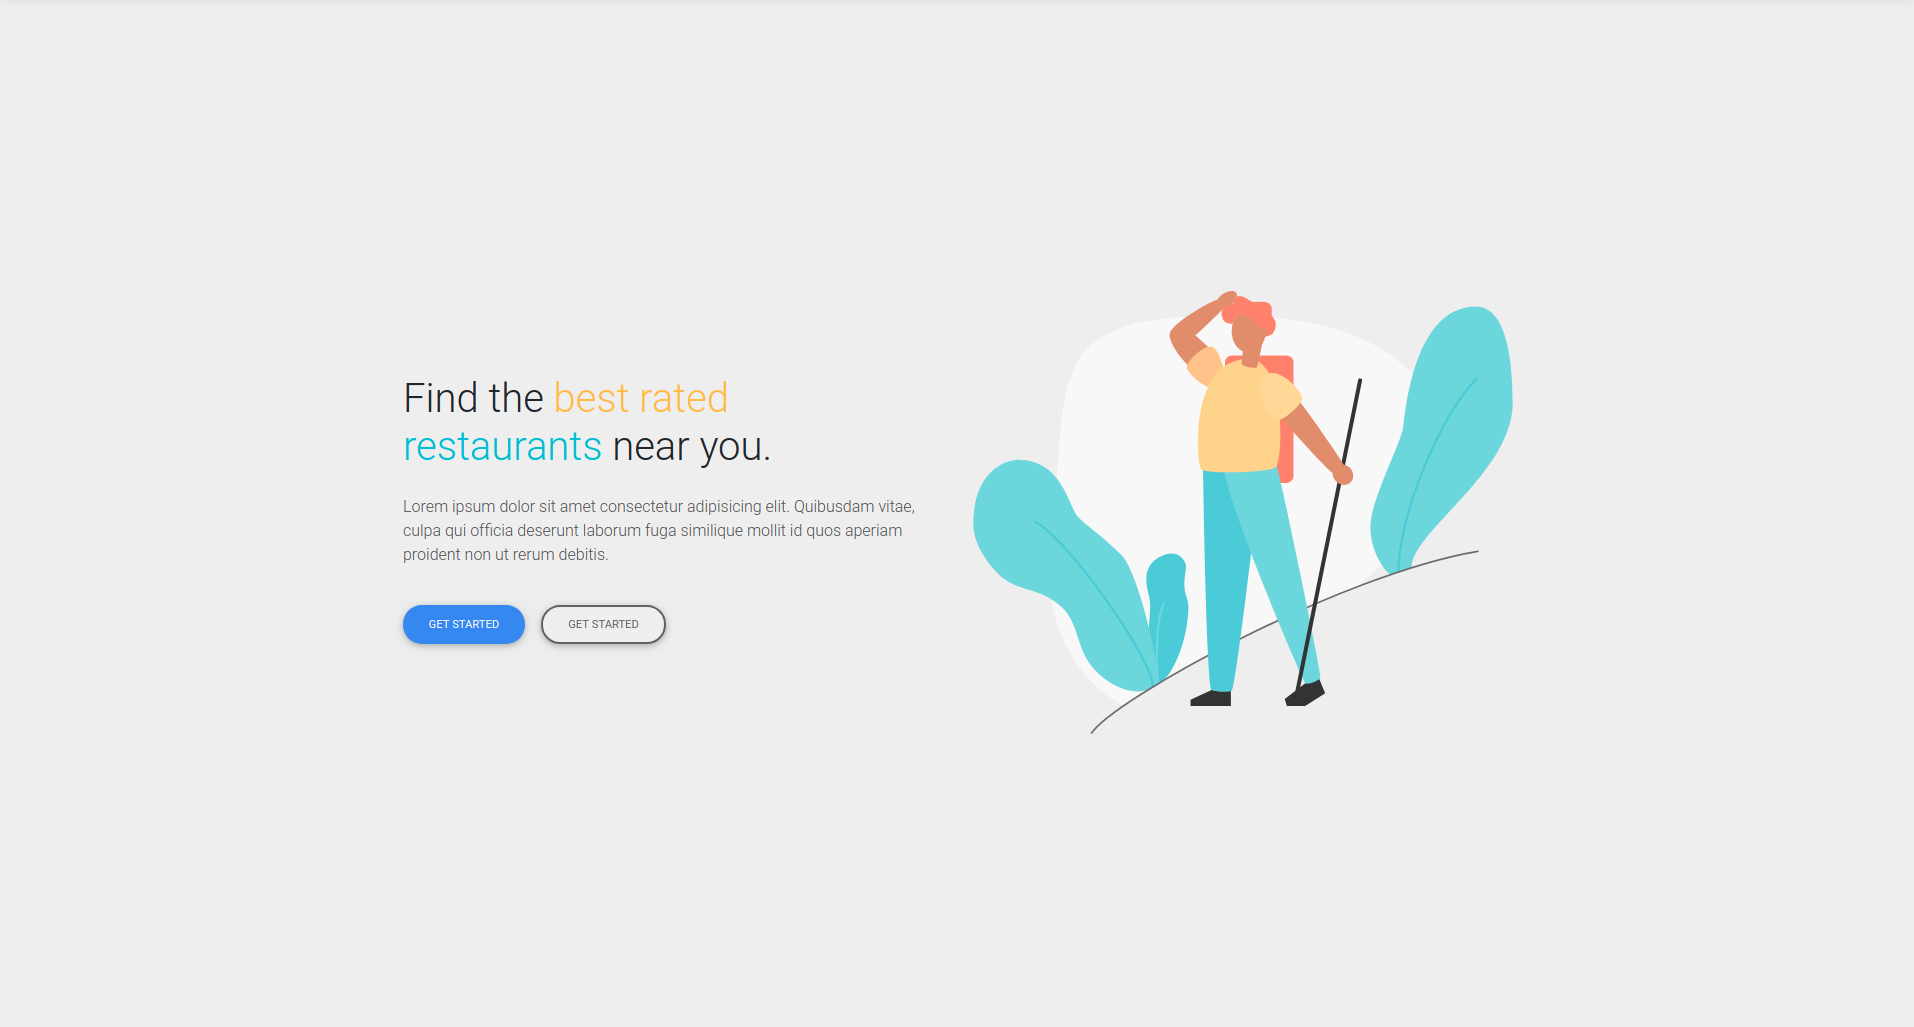 Find the best rated
restaurants near you.
Lorem ipsum dolor sit amet consectetur adipisicing elit. Quibusdam vitae,
culpa qui officia deserunt laborum fuga similique mollit id quos aperiam
proident non ut rerum debitis.
GET STARTED GET STARTED